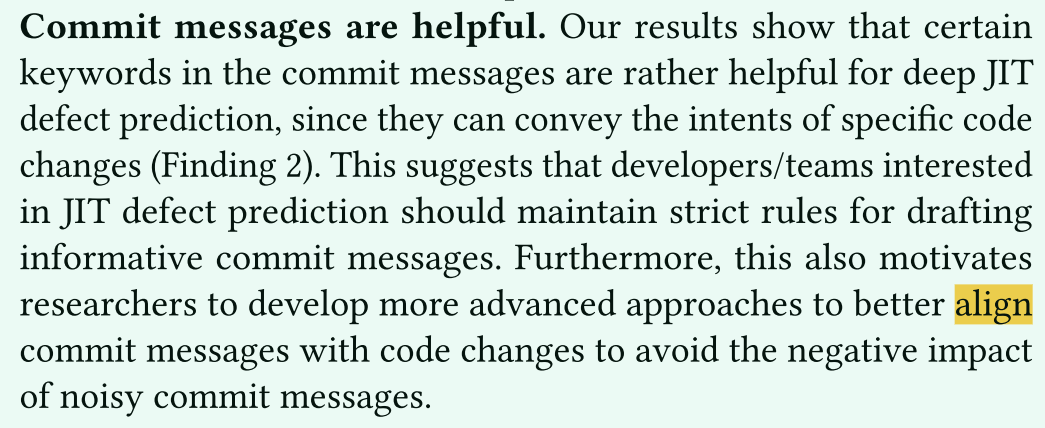 Commit messages are helpful. Our results show that certain
keywords in the commit messages are rather helpful for deep JIT
defect prediction, since they can convey the intents of specific code
changes (Finding 2). This suggests that developers/teams interested
in JIT defect prediction should maintain strict rules for drafting
informative commit messages. Furthermore, this also motivates
researchers to develop more advanced approaches to better align
commit messages with code changes to avoid the negative impact
of noisy commit messages.